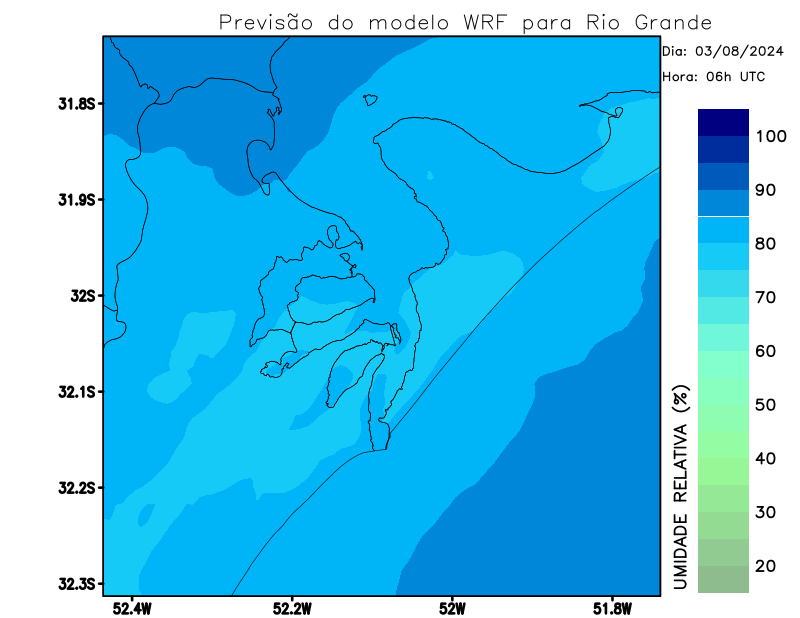 Previsão do modelo WRF para Rio Grande
Dia: 03/08/2024
Hora: 06h UTC
31.8S
31.9S
32S
32.1S
32.2S
32.3S
52.4W
52.2W
52W
51.8W
100
90
80
70
60
50
40
30
20
UMIDADE RELATIVA (%)